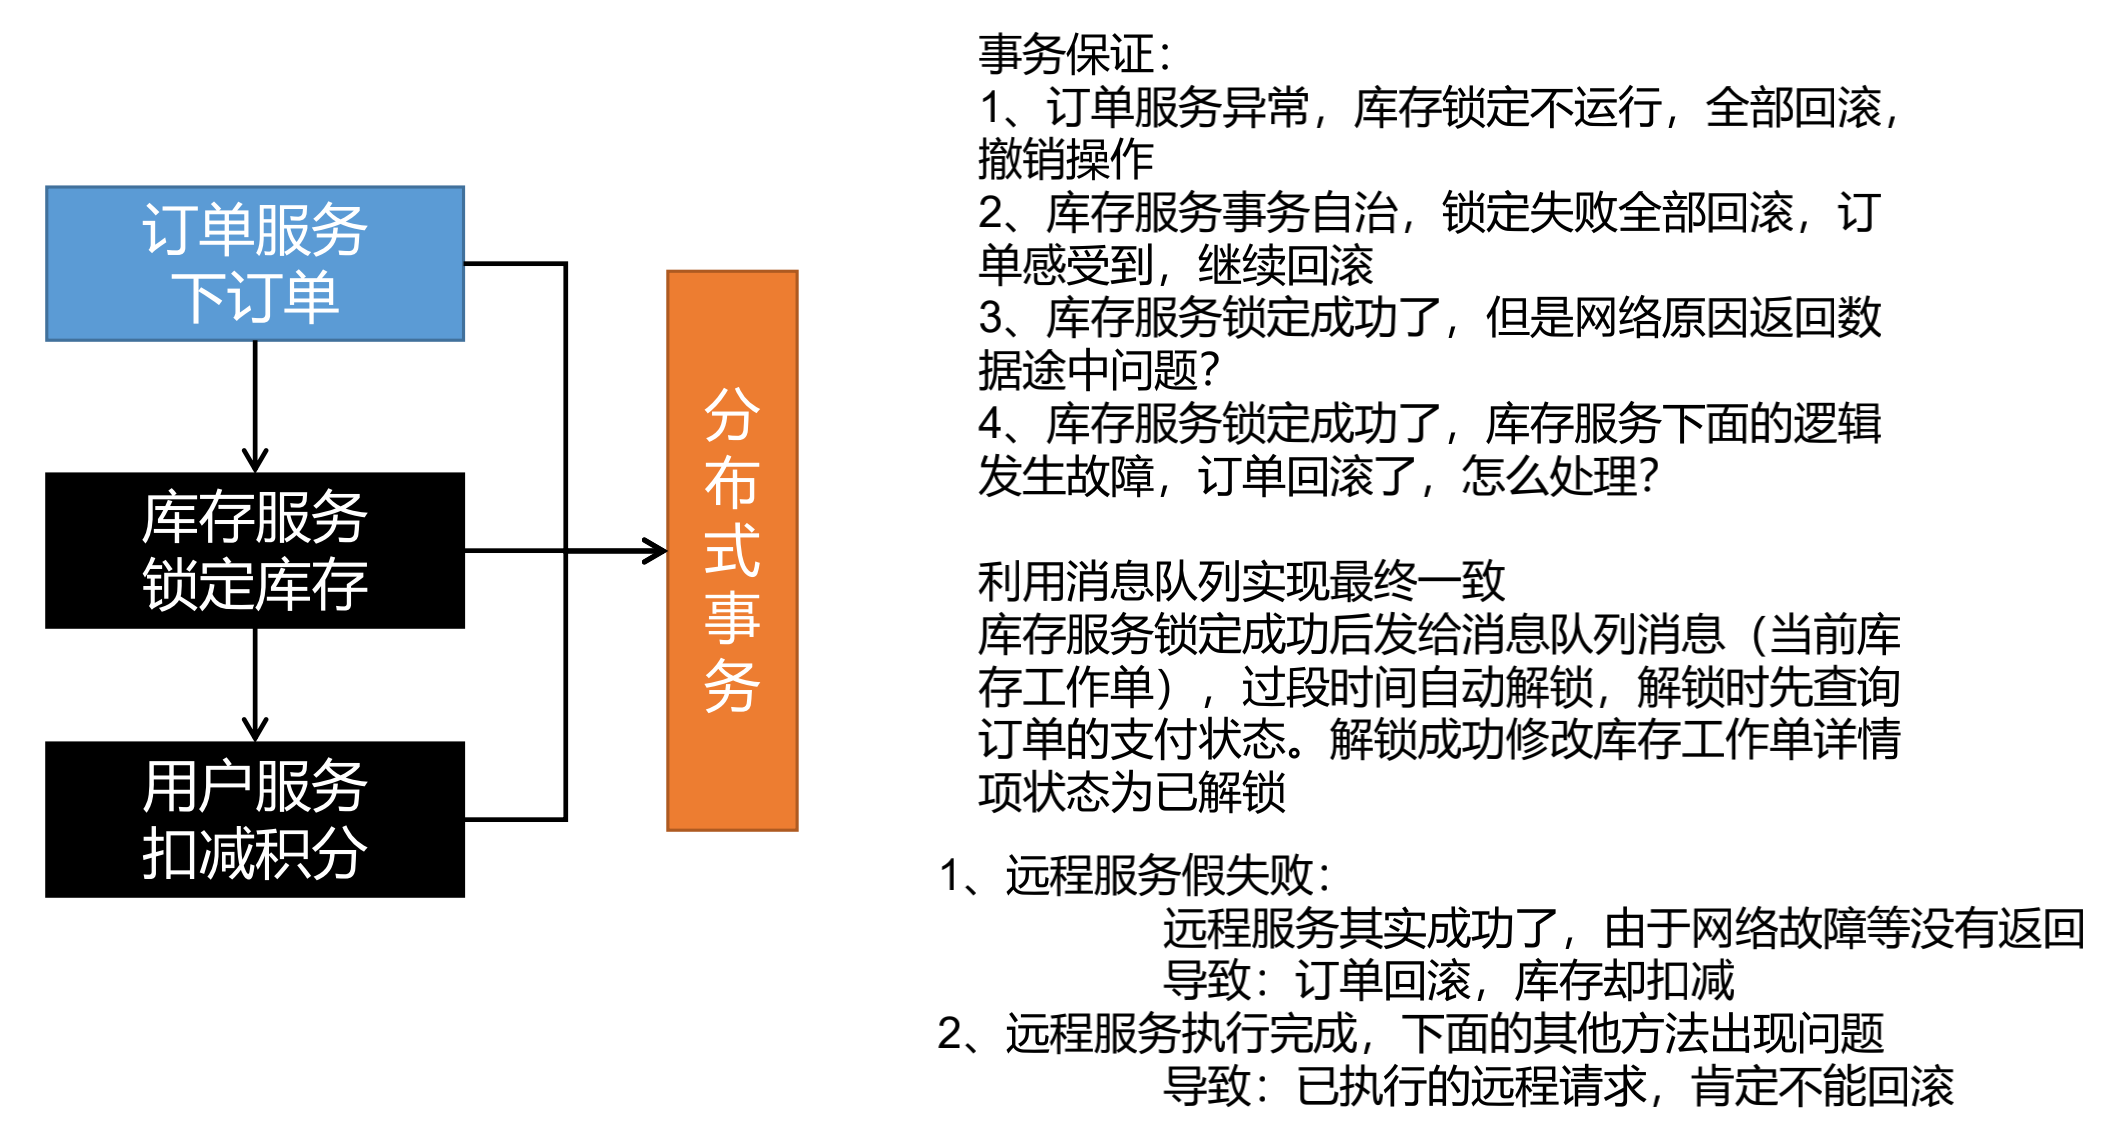 订单服务
下订单
库存服务
锁定库存
用户服务
扣减积分
分
布
式
事
务
事务保证：
1、订单服务异常，库存锁定不运行，全部回滚，
撤销操作
2、库存服务事务自治，锁定失败全部回滚，订
单感受到，继续回滚
3、库存服务锁定成功了，但是网络原因返回数
据途中问题？
4、库存服务锁定成功了，库存服务下面的逻辑
发生故障，订单回滚了，怎么处理？
利用消息队列实现最终一致
库存服务锁定成功后发给消息队列消息（当前库
存工作单），过段时间自动解锁，解锁时先查询
订单的支付状态。解锁成功修改库存工作单详情
项状态为已解锁
1、远程服务假失败：
远程服务其实成功了，由于网络故障等没有返回
导致：订单回滚，库存却扣减
2、远程服务执行完成，下面的其他方法出现问题
导致：已执行的远程请求，肯定不能回滚